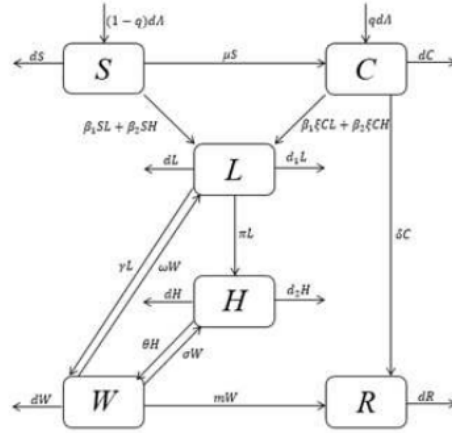 (1-q)dΛ qdΛ
dS S μS C dC
β₁SL + β₂SH β₁ξCL + β₂ξCH
dL L d₁L
γL ωW πL δC
dH H d₂H
θH σW
dW W mW R dR